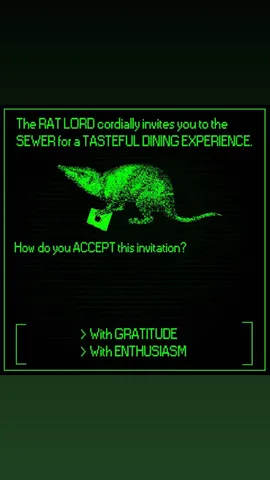 The RAT LORD cordially invites you to the
SEWER for a TASTEFUL DINING EXPERIENCE.
How do you ACCEPT this invitation?
> With GRATITUDE
> With ENTHUSIASM